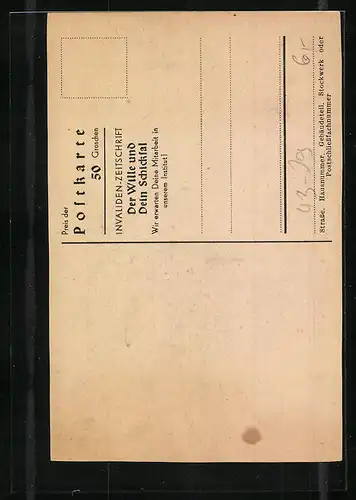 Preis der
Postkarte
50 Groschen
INVALIDEN-ZEITSCHRIFT
Der Wille und
Dein Schicksal
Wir erwarten Deine Mitarbeit in
unserem Institut!
Straße, Hausnummer, Gebäudeteil, Stockwerk oder
Postschließfachnummer